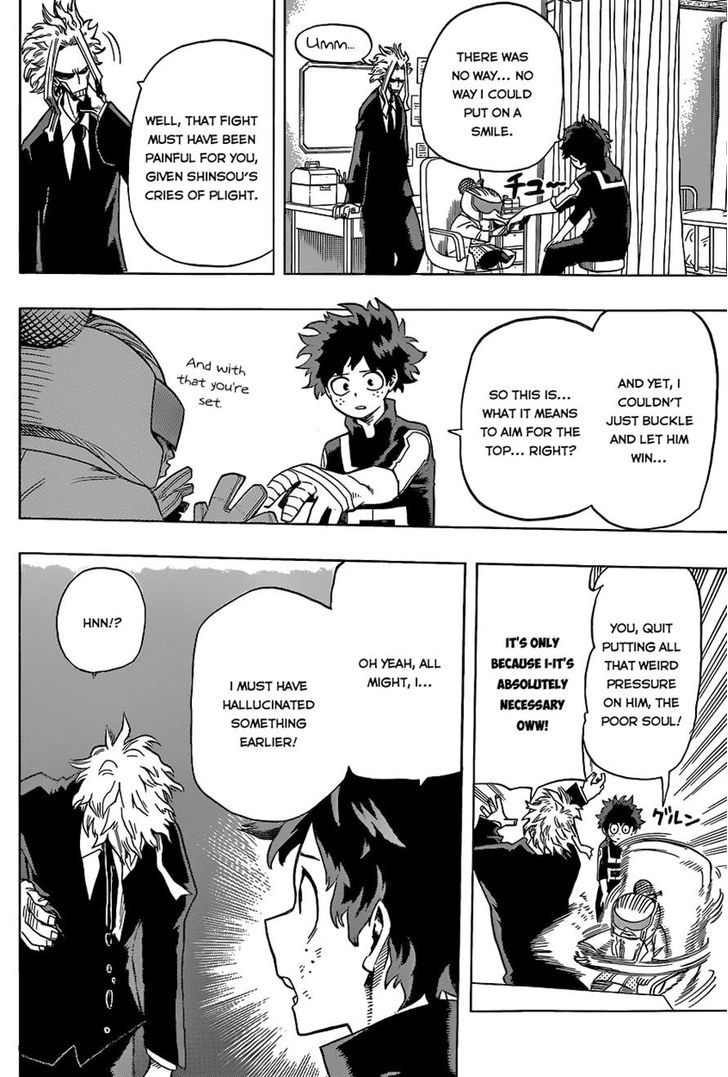 Umm...
THERE WAS
NO WAY... NO
WAY I COULD
PUT ON A
SMILE.
チュ〜〜
WELL, THAT FIGHT
MUST HAVE BEEN
PAINFUL FOR YOU,
GIVEN SHINSOU'S
CRIES OF PLIGHT.
AND YET, I
COULDN'T
JUST BUCKLE
AND LET HIM
WIN...
SO THIS IS...
WHAT IT MEANS
TO AIM FOR THE
TOP... RIGHT?
And with
that you're
set.
YOU, QUIT
PUTTING ALL
THAT WEIRD
PRESSURE
ON HIM, THE
POOR SOUL!
IT'S ONLY
BECAUSE I-IT'S
ABSOLUTELY
NECESSARY
OWW!
グルン
OH YEAH, ALL
MIGHT, I...
I MUST HAVE
HALLUCINATED
SOMETHING
EARLIER!
HNN!?